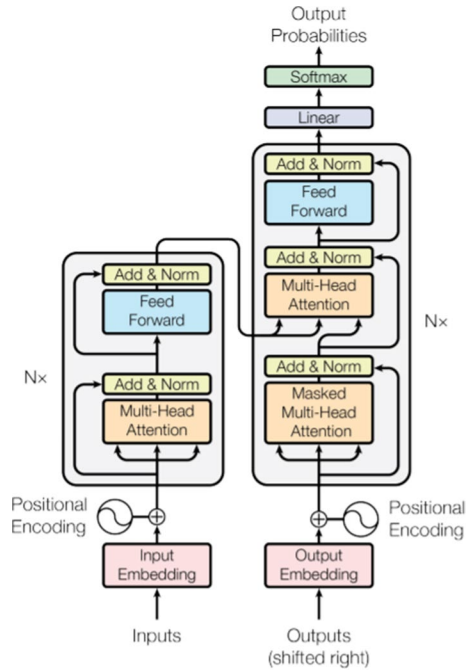 Output
Probabilities
Softmax
Linear
Add & Norm
Feed
Forward
Add & Norm
Multi-Head
Attention
Nx
Add & Norm
Masked
Multi-Head
Attention
Add & Norm
Feed
Forward
Nx
Add & Norm
Multi-Head
Attention
Positional
Encoding
Positional
Encoding
Input
Embedding
Output
Embedding
Inputs
Outputs
(shifted right)